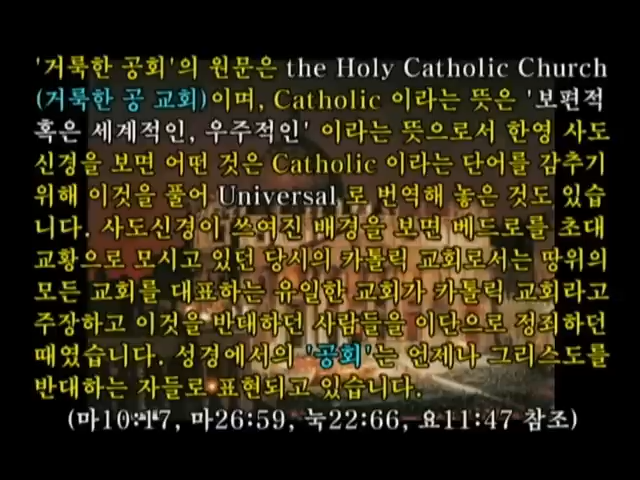 '거룩한 공회'의 원문은 the Holy Catholic Church
(거룩한 공 교회)이며, Catholic 이라는 뜻은 '보편적
혹은 세계적인, 우주적인' 이라는 뜻으로서 한영 사도
신경을 보면 어떤 것은 Catholic 이라는 단어를 감추기
위해 이것을 풀어 Universal 로 번역해 놓은 것도 있습
니다. 사도신경이 쓰여진 배경을 보면 베드로를 초대
교황으로 모시고 있던 당시의 카톨릭 교회로서는 땅위의
모든 교회를 대표하는 유일한 교회가 카톨릭 교회라고
주장하고 이것을 반대하던 사람들을 이단으로 정죄하던
때였습니다. 성경에서의 '공회'는 언제나 그리스도를
반대하는 자들로 표현되고 있습니다.
(마10:17, 마26:59, 눅22:66, 요11:47 참조)